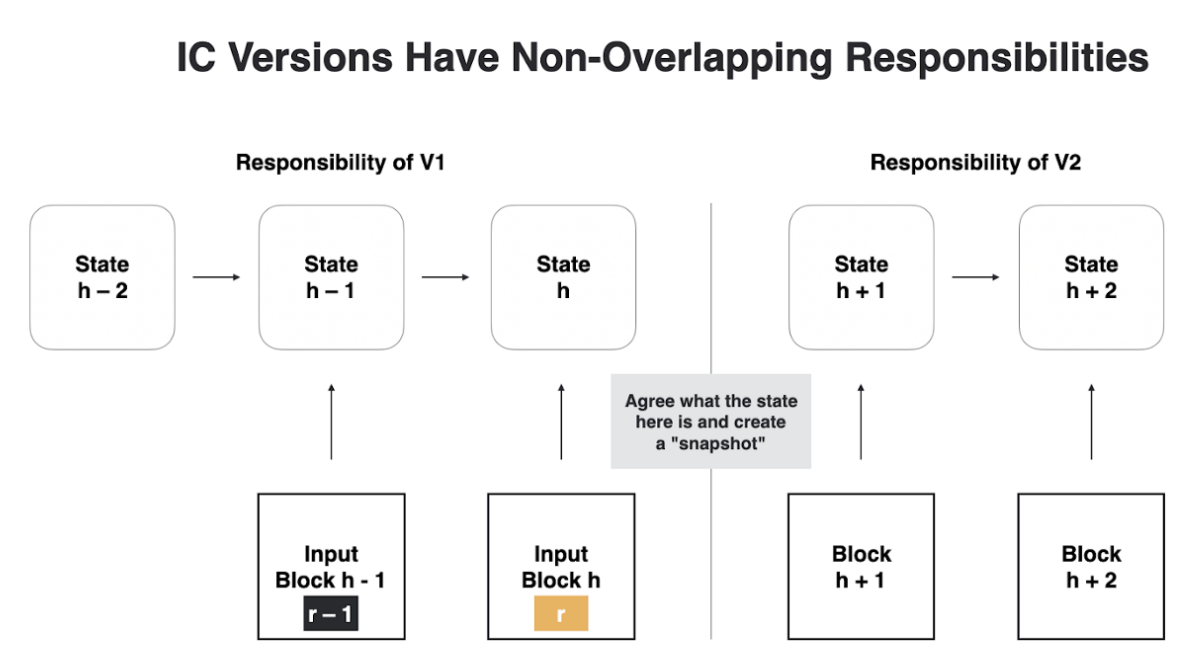 IC Versions Have Non-Overlapping Responsibilities
Responsibility of V1
Responsibility of V2
State
h – 2
State
h – 1
State
h
State
h + 1
State
h + 2
Agree what the state
here is and create
a "snapshot"
Input
Block h - 1
r – 1
Input
Block h
r
Block
h + 1
Block
h + 2